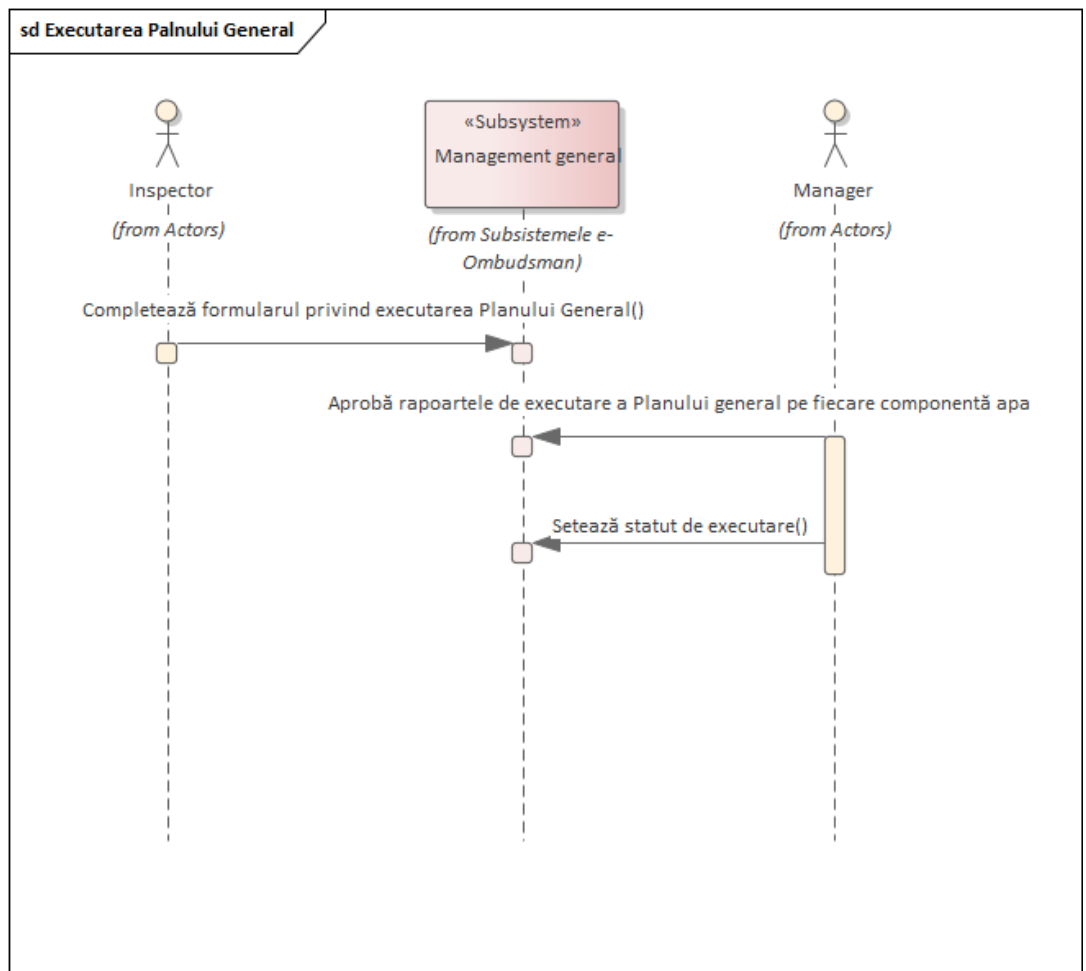 sd Executarea Palnului General
«Subsystem»
Management general
Inspector
Manager
(from Actors)
(from Subsistemele e-
Ombudsman)
(from Actors)
Completează formularul privind executarea Planului General()
Aprobă rapoartele de executare a Planului general pe fiecare componentă apa
Setează statut de executare()